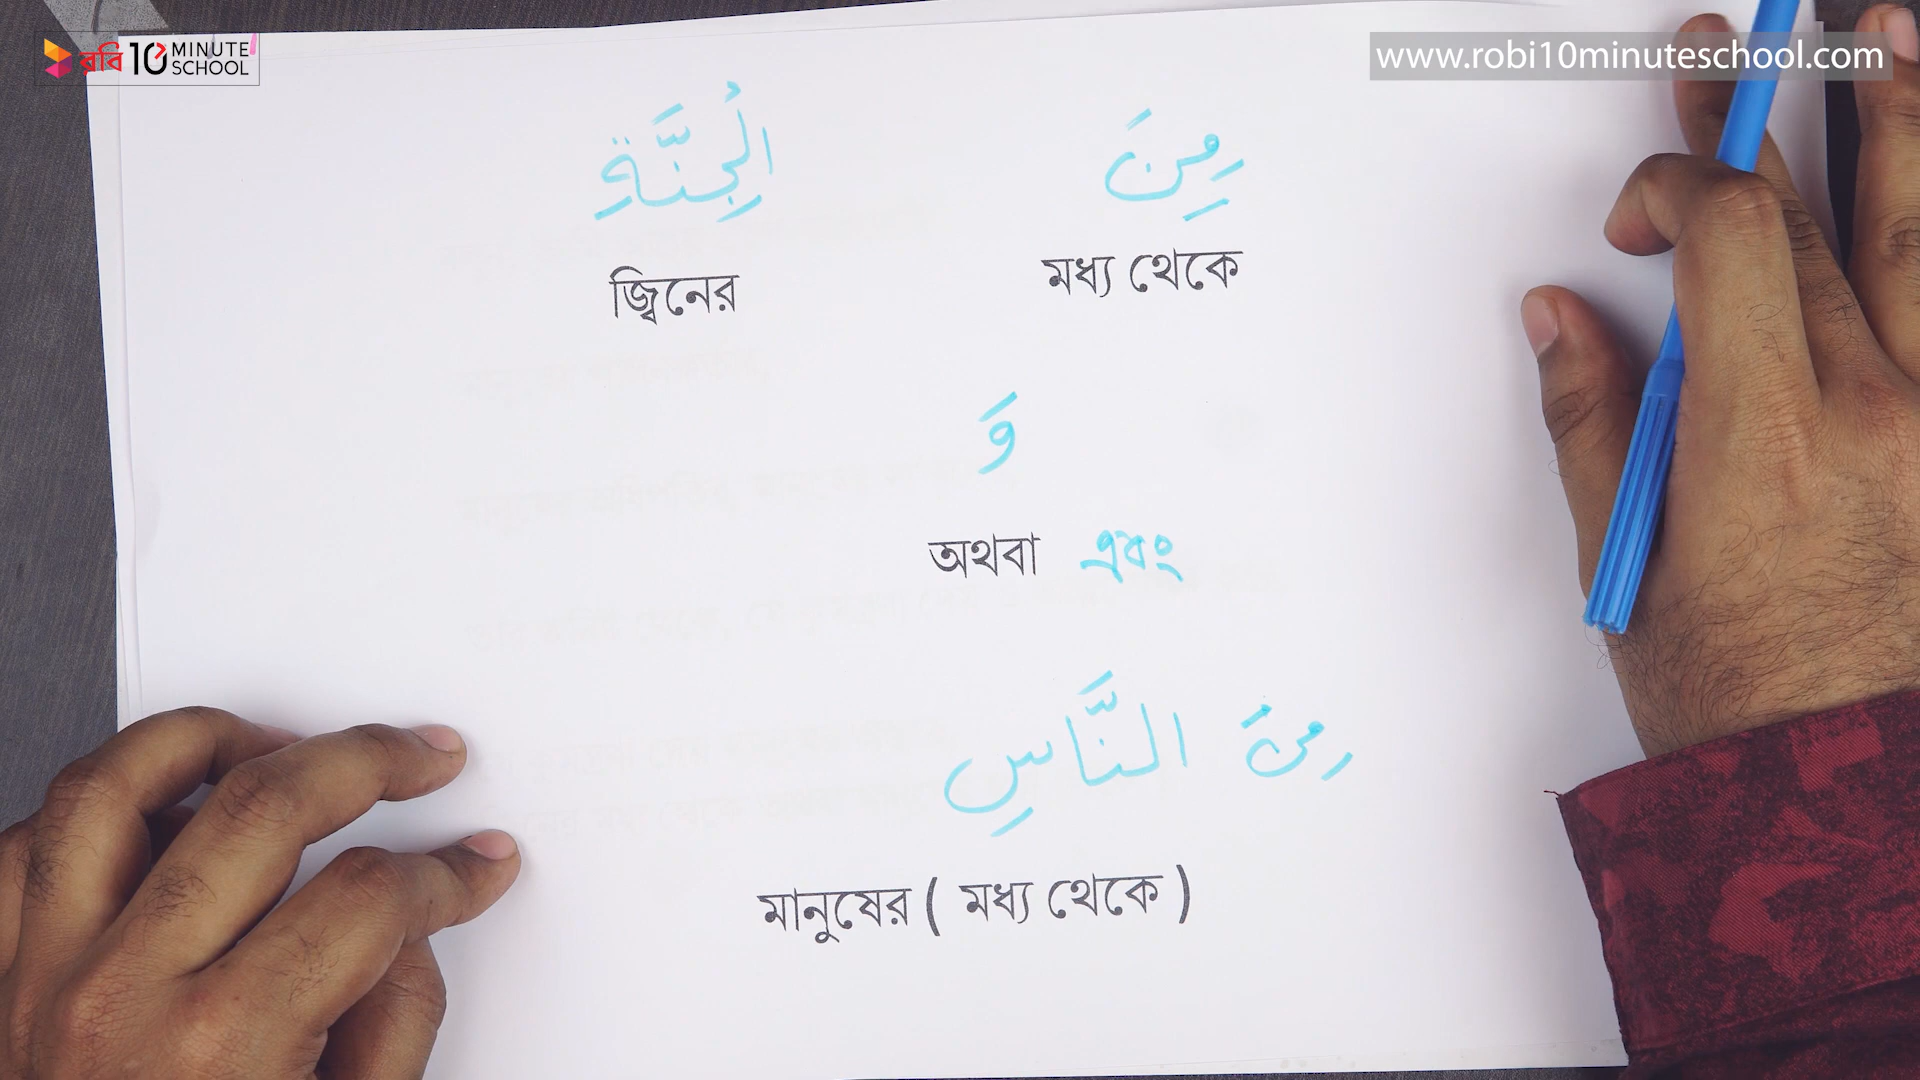 রবি 10 MINUTE SCHOOL
www.robi10minuteschool.com
مِنَ الْجِنَّةِ
মধ্য থেকে জ্বিনের
وَ
অথবা এবং
مِنَ النَّاسِ
মানুষের ( মধ্য থেকে )